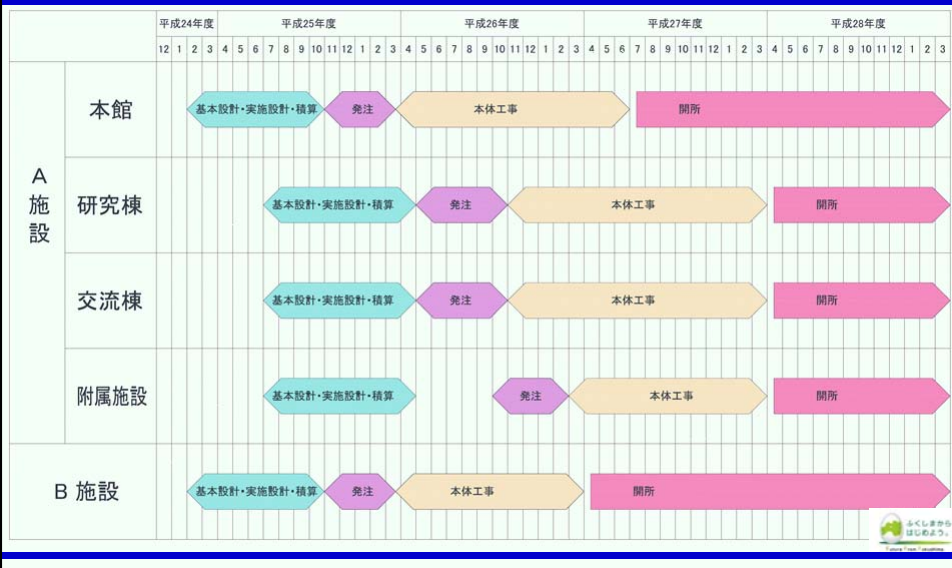 平成24年度 平成25年度 平成26年度 平成27年度 平成28年度
12 1 2 3 4 5 6 7 8 9 10 11 12 1 2 3 4 5 6 7 8 9 10 11 12 1 2 3 4 5 6 7 8 9 10 11 12 1 2 3 4 5 6 7 8 9 10 11 12 1 2 3
A施設
本館 基本設計・実施設計・積算 発注 本体工事 開所
研究棟 基本設計・実施設計・積算 発注 本体工事 開所
交流棟 基本設計・実施設計・積算 発注 本体工事 開所
附属施設 基本設計・実施設計・積算 発注 本体工事 開所
B 施設 基本設計・実施設計・積算 発注 本体工事 開所
ふくしまから
はじめよう。